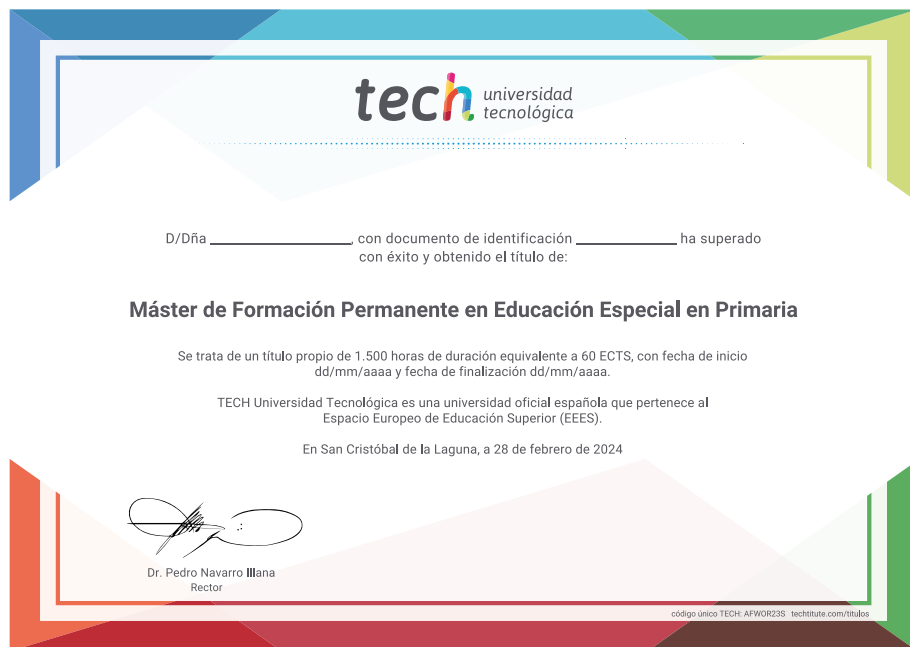 tech universidad
tecnológica
D/Dña ____________________, con documento de identificación ______________ ha superado
con éxito y obtenido el título de:
Máster de Formación Permanente en Educación Especial en Primaria
Se trata de un título propio de 1.500 horas de duración equivalente a 60 ECTS, con fecha de inicio
dd/mm/aaaa y fecha de finalización dd/mm/aaaa.
TECH Universidad Tecnológica es una universidad oficial española que pertenece al
Espacio Europeo de Educación Superior (EEES).
En San Cristóbal de la Laguna, a 28 de febrero de 2024
Dr. Pedro Navarro Illana
Rector
código único TECH: AFWOR23S techtitute.com/titulos